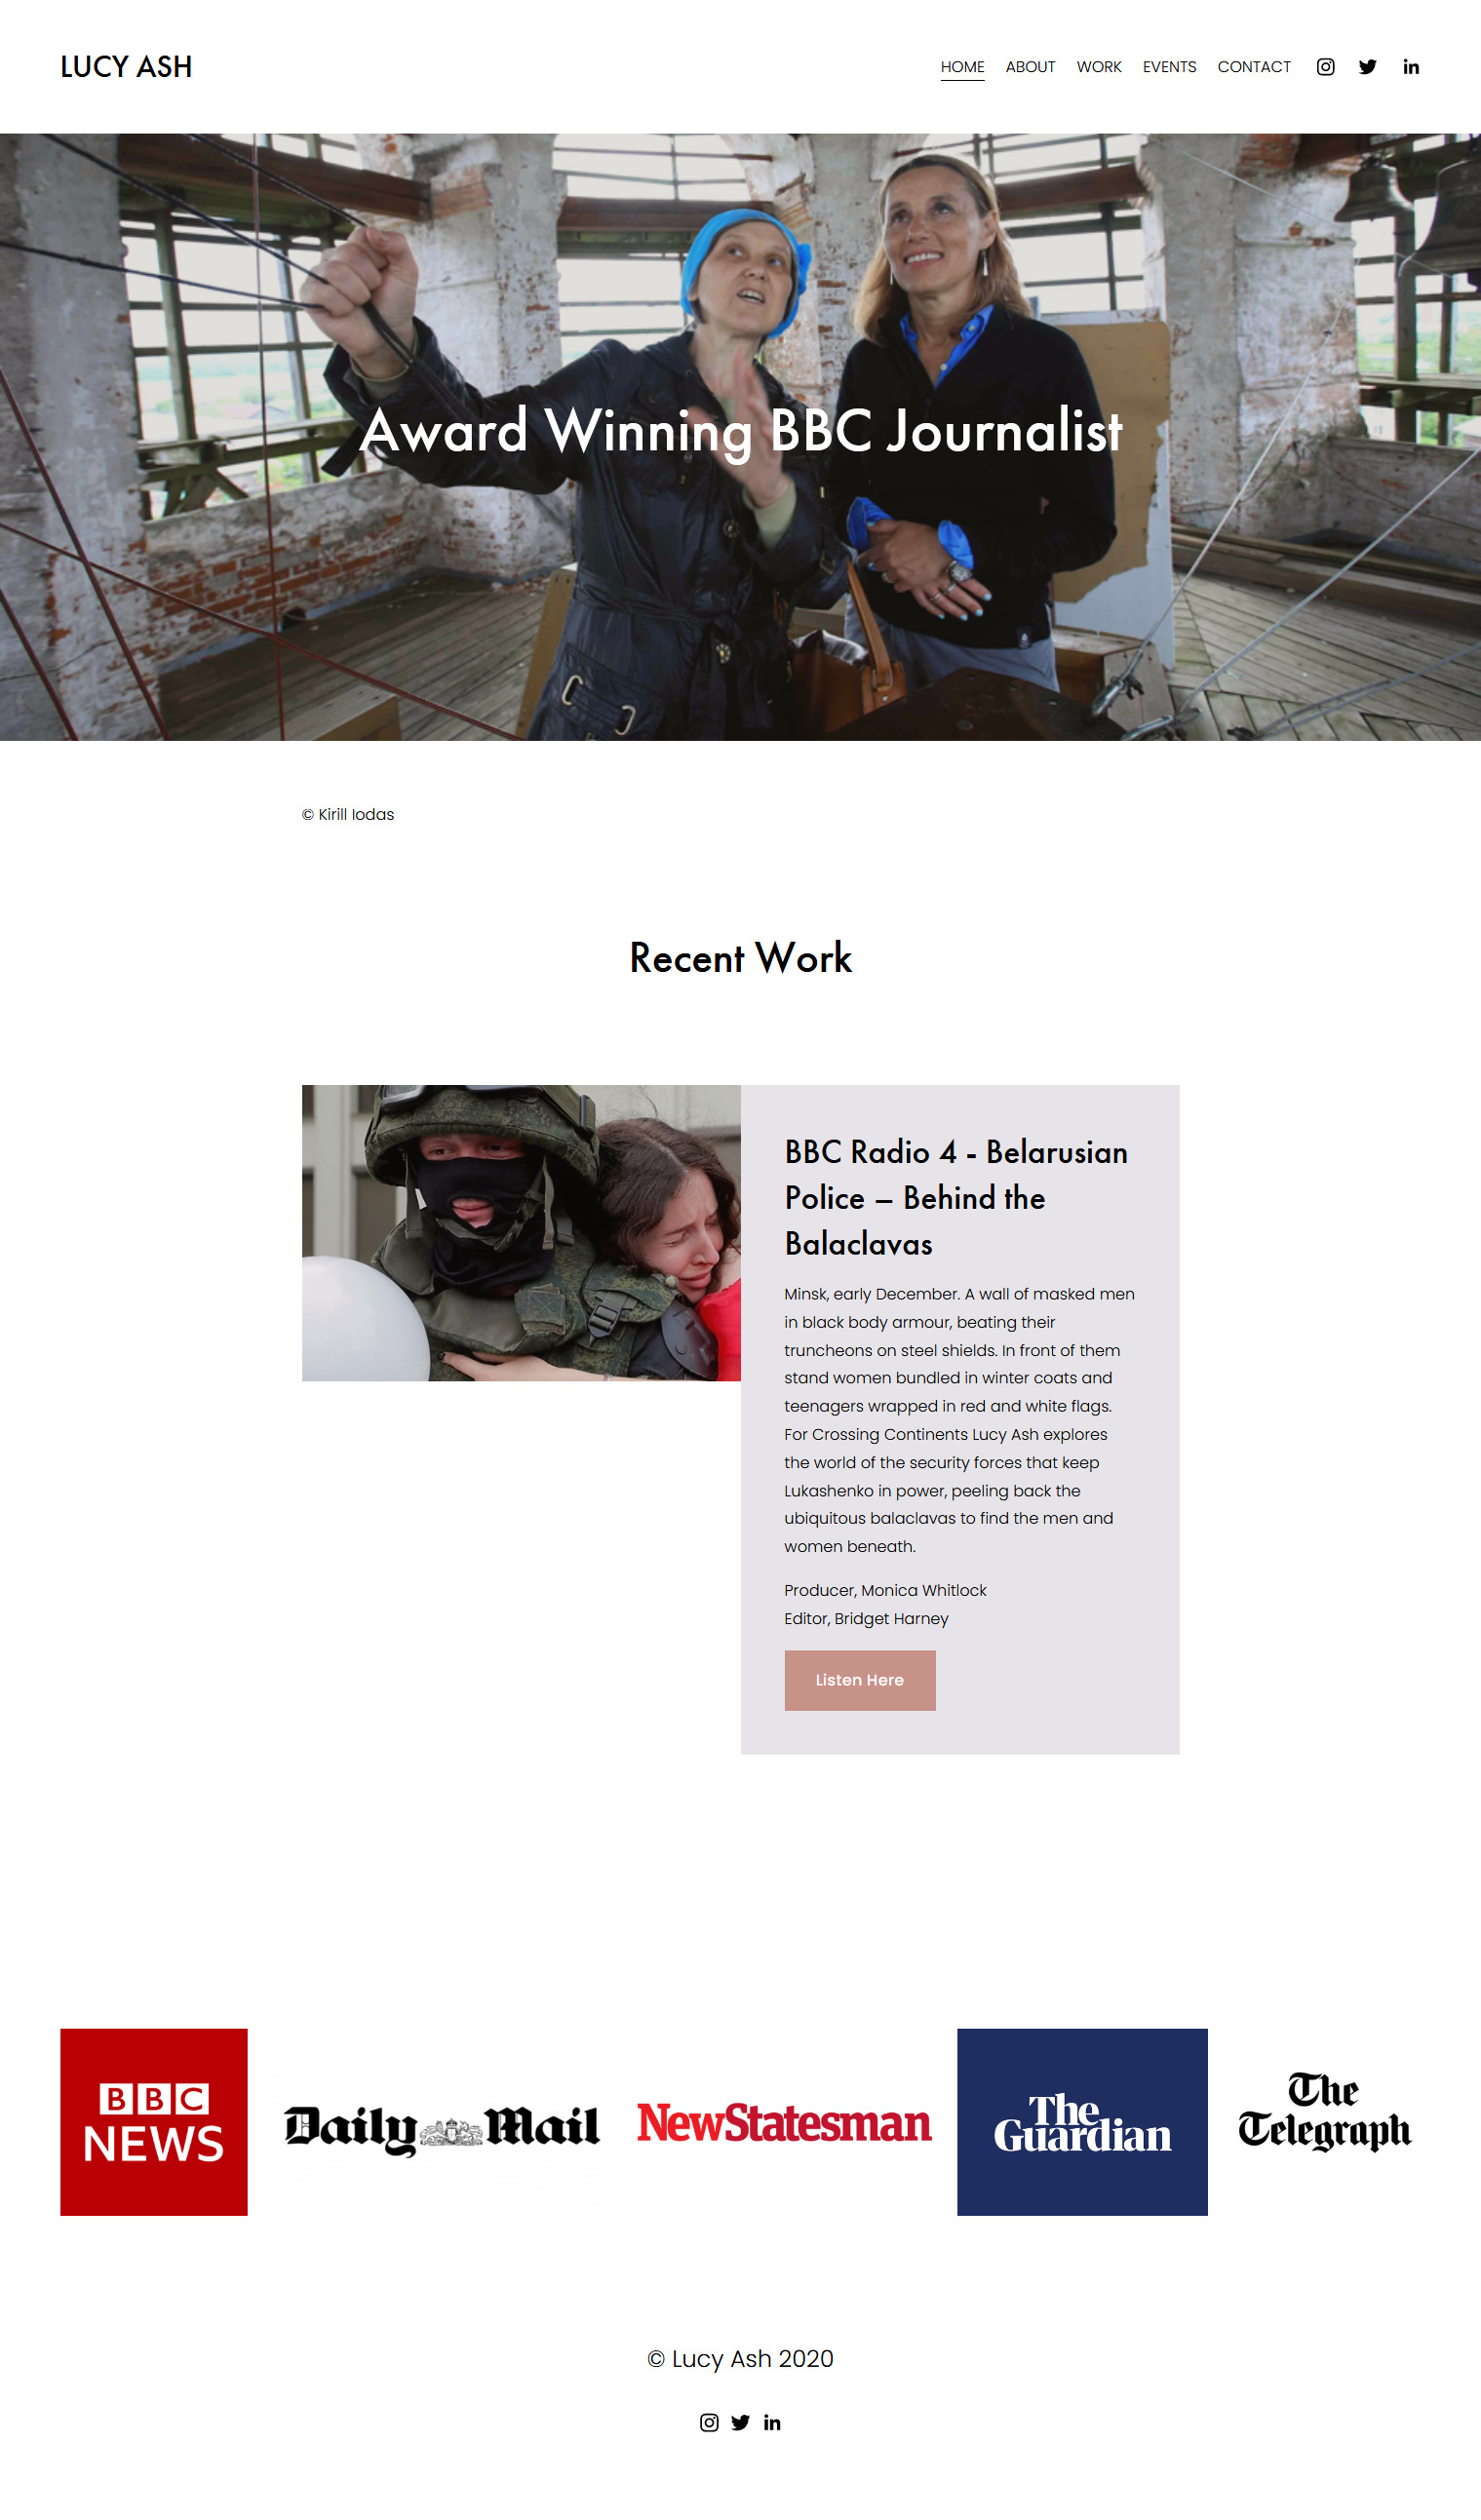 LUCY ASH
HOME ABOUT WORK EVENTS CONTACT
Award Winning BBC Journalist
© Kirill Iodas
Recent Work
BBC Radio 4 - Belarusian
Police – Behind the
Balaclavas
Minsk, early December. A wall of masked men
in black body armour, beating their
truncheons on steel shields. In front of them
stand women bundled in winter coats and
teenagers wrapped in red and white flags.
For Crossing Continents Lucy Ash explores
the world of the security forces that keep
Lukashenko in power, peeling back the
ubiquitous balaclavas to find the men and
women beneath.
Producer, Monica Whitlock
Editor, Bridget Harney
Listen Here
BBC
NEWS
Daily Mail
NewStatesman
The
Guardian
The
Telegraph
© Lucy Ash 2020